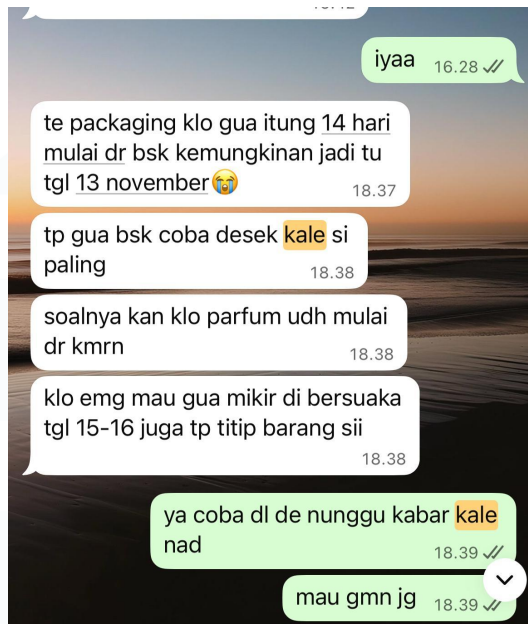 iyaa 16.28
te packaging klo gua itung 14 hari
mulai dr bsk kemungkinan jadi tu
tgl 13 november😭 18.37
tp gua bsk coba desek kale si
paling 18.38
soalnya kan klo parfum udh mulai
dr kmrn 18.38
klo emg mau gua mikir di bersuaka
tgl 15-16 juga tp titip barang sii
18.38
ya coba dl de nunggu kabar kale
nad 18.39
mau gmn jg 18.39